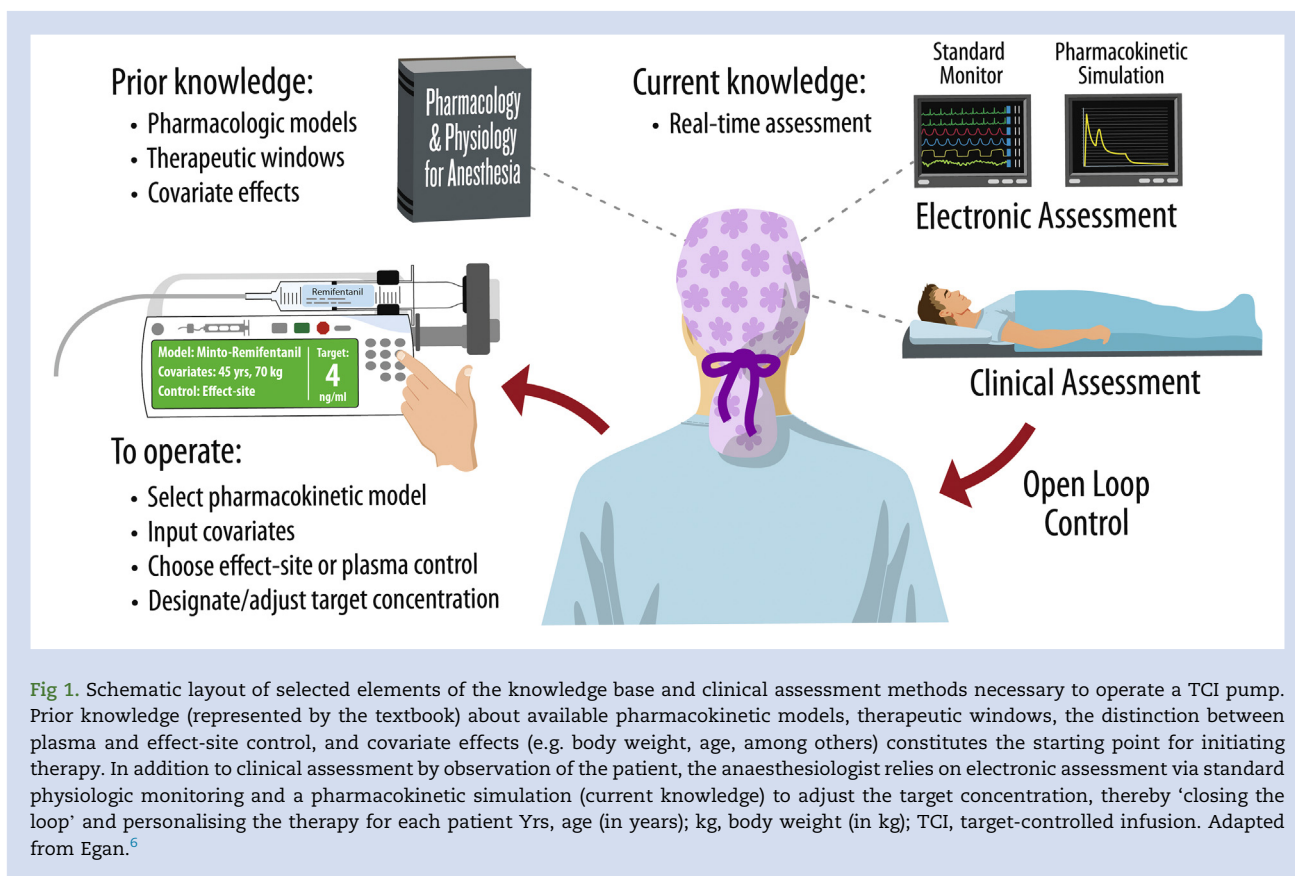 Prior knowledge:
• Pharmacologic models
• Therapeutic windows
• Covariate effects
Pharmacology
& Physiology
for Anesthesia
Current knowledge:
• Real-time assessment
Standard
Monitor
Pharmacokinetic
Simulation
Electronic Assessment
Clinical Assessment
Open Loop
Control
Remifentanil
Model: Minto-Remifentanil
Covariates: 45 yrs, 70 kg
Control: Effect-site
Target:
4
ng/ml
To operate:
• Select pharmacokinetic model
• Input covariates
• Choose effect-site or plasma control
• Designate/adjust target concentration
Fig 1. Schematic layout of selected elements of the knowledge base and clinical assessment methods necessary to operate a TCI pump.
Prior knowledge (represented by the textbook) about available pharmacokinetic models, therapeutic windows, the distinction between
plasma and effect-site control, and covariate effects (e.g. body weight, age, among others) constitutes the starting point for initiating
therapy. In addition to clinical assessment by observation of the patient, the anaesthesiologist relies on electronic assessment via standard
physiologic monitoring and a pharmacokinetic simulation (current knowledge) to adjust the target concentration, thereby ‘closing the
loop’ and personalising the therapy for each patient Yrs, age (in years); kg, body weight (in kg); TCI, target-controlled infusion. Adapted
from Egan.6